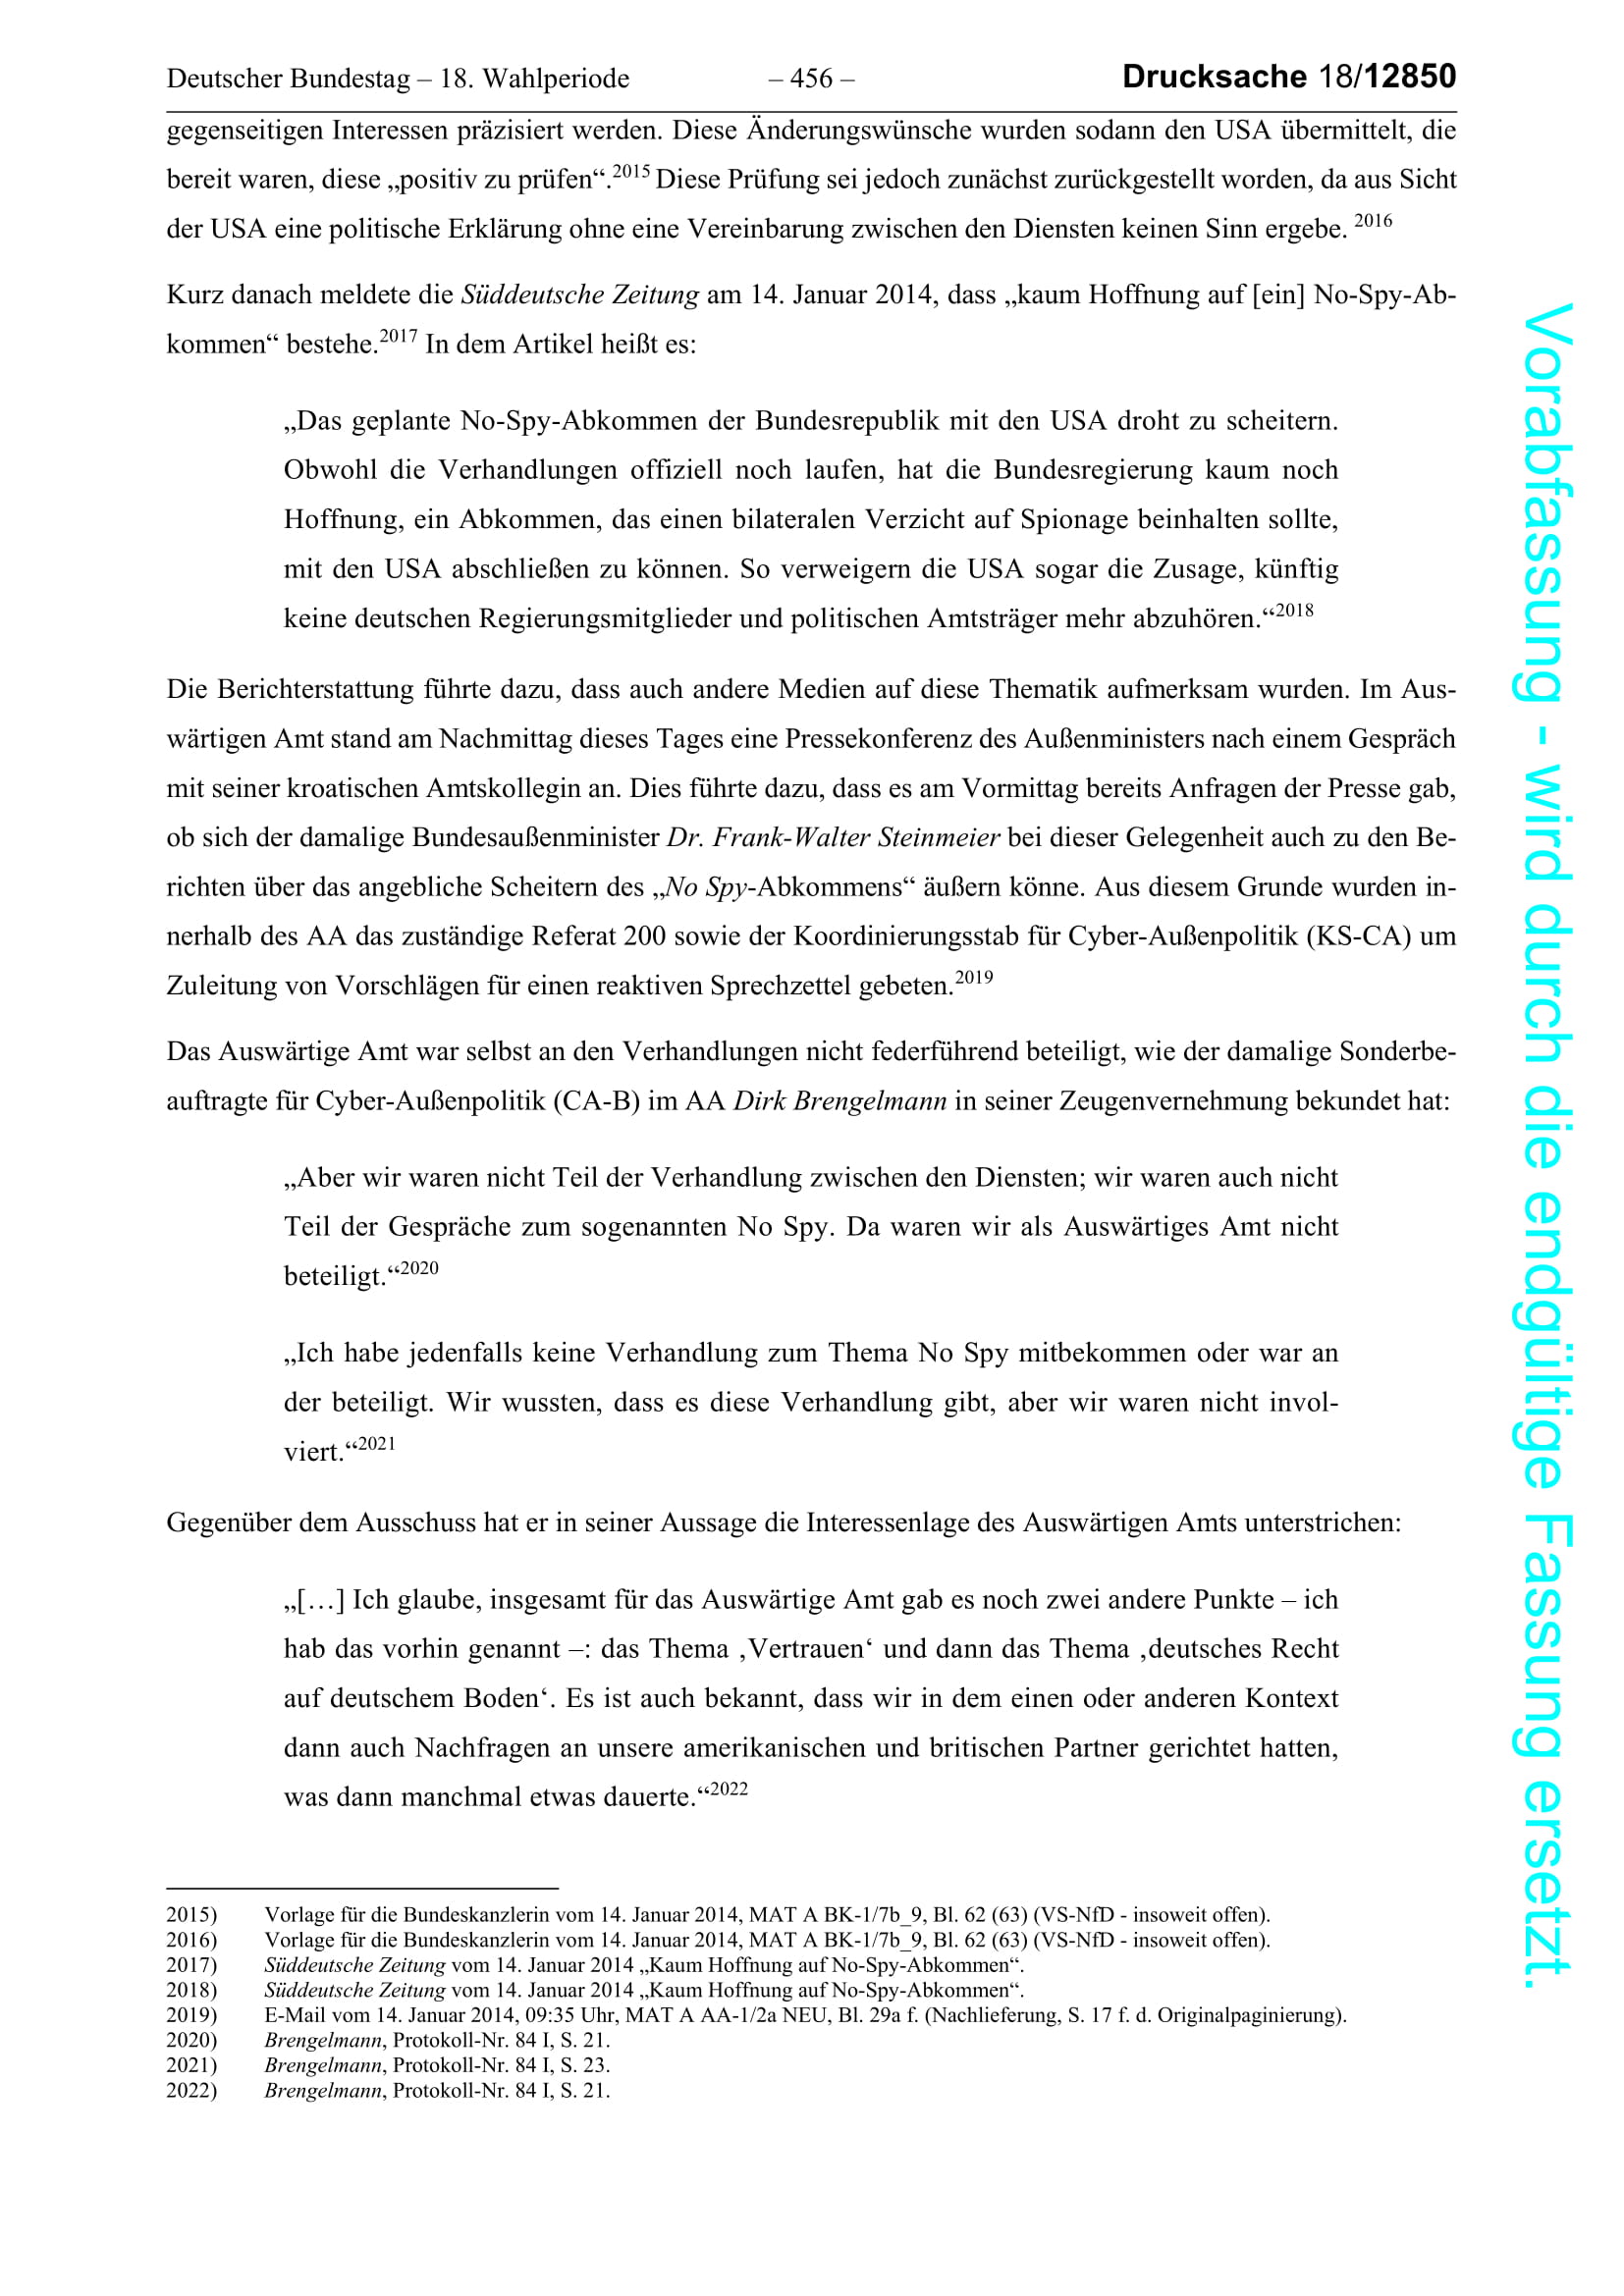 Deutscher Bundestag – 18. Wahlperiode – 456 – Drucksache 18/12850
gegenseitigen Interessen präzisiert werden. Diese Änderungswünsche wurden sodann den USA übermittelt, die
bereit waren, diese „positiv zu prüfen“.2015 Diese Prüfung sei jedoch zunächst zurückgestellt worden, da aus Sicht
der USA eine politische Erklärung ohne eine Vereinbarung zwischen den Diensten keinen Sinn ergebe. 2016
Kurz danach meldete die Süddeutsche Zeitung am 14. Januar 2014, dass „kaum Hoffnung auf [ein] No-Spy-Ab-
kommen“ bestehe.2017 In dem Artikel heißt es:
„Das geplante No-Spy-Abkommen der Bundesrepublik mit den USA droht zu scheitern.
Obwohl die Verhandlungen offiziell noch laufen, hat die Bundesregierung kaum noch
Hoffnung, ein Abkommen, das einen bilateralen Verzicht auf Spionage beinhalten sollte,
mit den USA abschließen zu können. So verweigern die USA sogar die Zusage, künftig
keine deutschen Regierungsmitglieder und politischen Amtsträger mehr abzuhören.“2018
Die Berichterstattung führte dazu, dass auch andere Medien auf diese Thematik aufmerksam wurden. Im Aus-
wärtigen Amt stand am Nachmittag dieses Tages eine Pressekonferenz des Außenministers nach einem Gespräch
mit seiner kroatischen Amtskollegin an. Dies führte dazu, dass es am Vormittag bereits Anfragen der Presse gab,
ob sich der damalige Bundesaußenminister Dr. Frank-Walter Steinmeier bei dieser Gelegenheit auch zu den Be-
richten über das angebliche Scheitern des „No Spy-Abkommens“ äußern könne. Aus diesem Grunde wurden in-
nerhalb des AA das zuständige Referat 200 sowie der Koordinierungsstab für Cyber-Außenpolitik (KS-CA) um
Zuleitung von Vorschlägen für einen reaktiven Sprechzettel gebeten.2019
Das Auswärtige Amt war selbst an den Verhandlungen nicht federführend beteiligt, wie der damalige Sonderbe-
auftragte für Cyber-Außenpolitik (CA-B) im AA Dirk Brengelmann in seiner Zeugenvernehmung bekundet hat:
„Aber wir waren nicht Teil der Verhandlung zwischen den Diensten; wir waren auch nicht
Teil der Gespräche zum sogenannten No Spy. Da waren wir als Auswärtiges Amt nicht
beteiligt.“2020
„Ich habe jedenfalls keine Verhandlung zum Thema No Spy mitbekommen oder war an
der beteiligt. Wir wussten, dass es diese Verhandlung gibt, aber wir waren nicht invol-
viert.“2021
Gegenüber dem Ausschuss hat er in seiner Aussage die Interessenlage des Auswärtigen Amts unterstrichen:
„[…] Ich glaube, insgesamt für das Auswärtige Amt gab es noch zwei andere Punkte – ich
hab das vorhin genannt –: das Thema ‚Vertrauen‘ und dann das Thema ‚deutsches Recht
auf deutschem Boden‘. Es ist auch bekannt, dass wir in dem einen oder anderen Kontext
dann auch Nachfragen an unsere amerikanischen und britischen Partner gerichtet hatten,
was dann manchmal etwas dauerte.“2022
2015) Vorlage für die Bundeskanzlerin vom 14. Januar 2014, MAT A BK-1/7b_9, Bl. 62 (63) (VS-NfD - insoweit offen).
2016) Vorlage für die Bundeskanzlerin vom 14. Januar 2014, MAT A BK-1/7b_9, Bl. 62 (63) (VS-NfD - insoweit offen).
2017) Süddeutsche Zeitung vom 14. Januar 2014 „Kaum Hoffnung auf No-Spy-Abkommen“.
2018) Süddeutsche Zeitung vom 14. Januar 2014 „Kaum Hoffnung auf No-Spy-Abkommen“.
2019) E-Mail vom 14. Januar 2014, 09:35 Uhr, MAT A AA-1/2a NEU, Bl. 29a f. (Nachlieferung, S. 17 f. d. Originalpaginierung).
2020) Brengelmann, Protokoll-Nr. 84 I, S. 21.
2021) Brengelmann, Protokoll-Nr. 84 I, S. 23.
2022) Brengelmann, Protokoll-Nr. 84 I, S. 21.
Vorabfassung - wird durch die endgültige Fassung ersetzt.